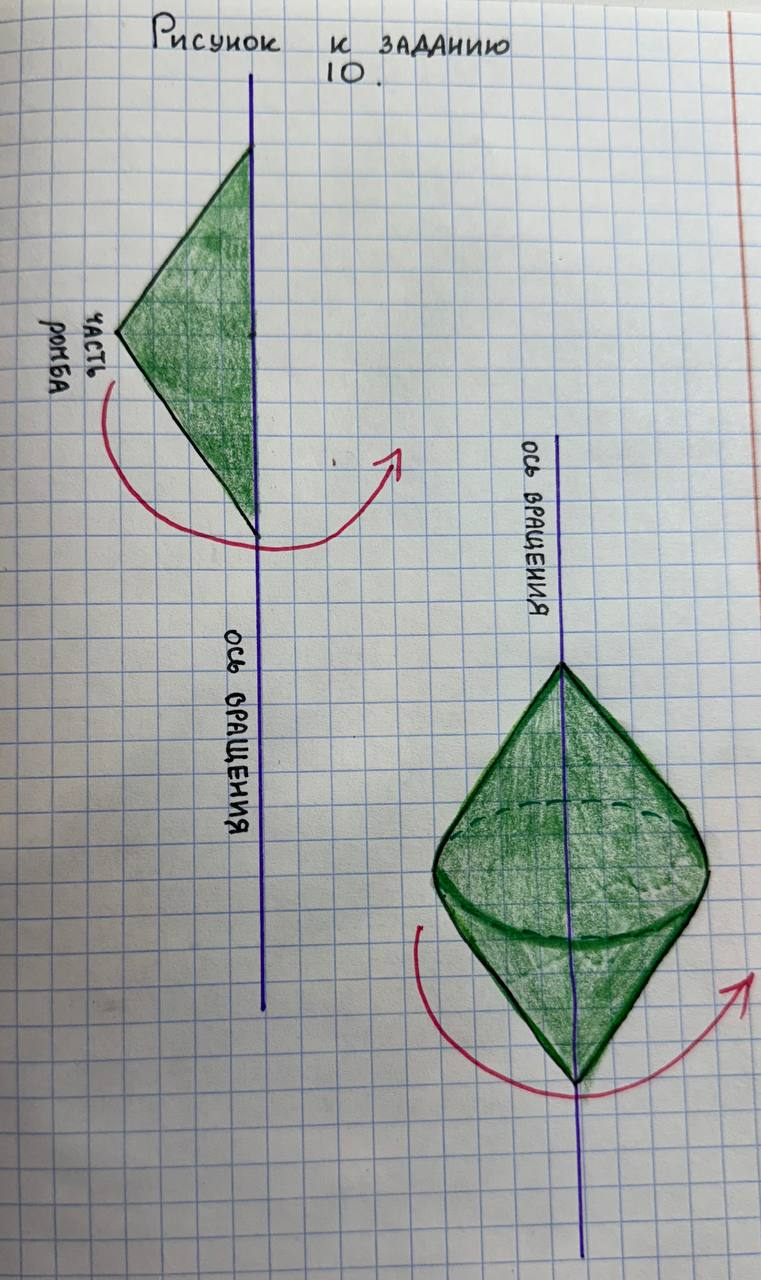 Рисунок к заданию
10.
часть
ромба
ось вращения
ось вращения